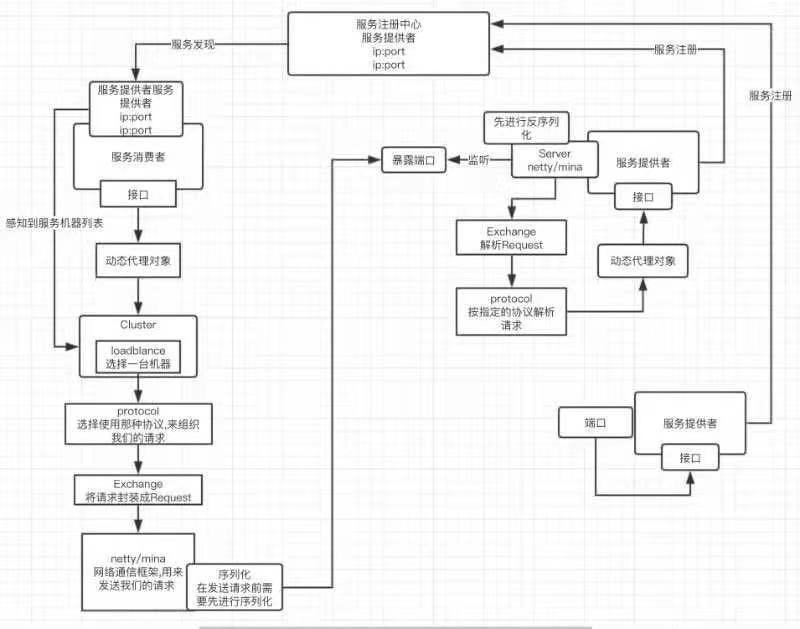 服务注册中心
服务提供者
ip:port
ip:port
服务发现
服务注册
服务注册
服务提供者服务
提供者
ip:port
ip:port
服务消费者
接口
感知到服务机器列表
动态代理对象
Cluster
loadblance
选择一台机器
protocol
选择使用那种协议,来组织
我们的请求
Exchange
将请求封装成Request
netty/mina
网络通信框架,用来
发送我们的请求
序列化
在发送请求前需
要先进行序列化
暴露端口
监听
先进行反序列
化
Server
netty/mina
服务提供者
接口
Exchange
解析Request
动态代理对象
protocol
按指定的协议解析
请求
端口
服务提供者
接口